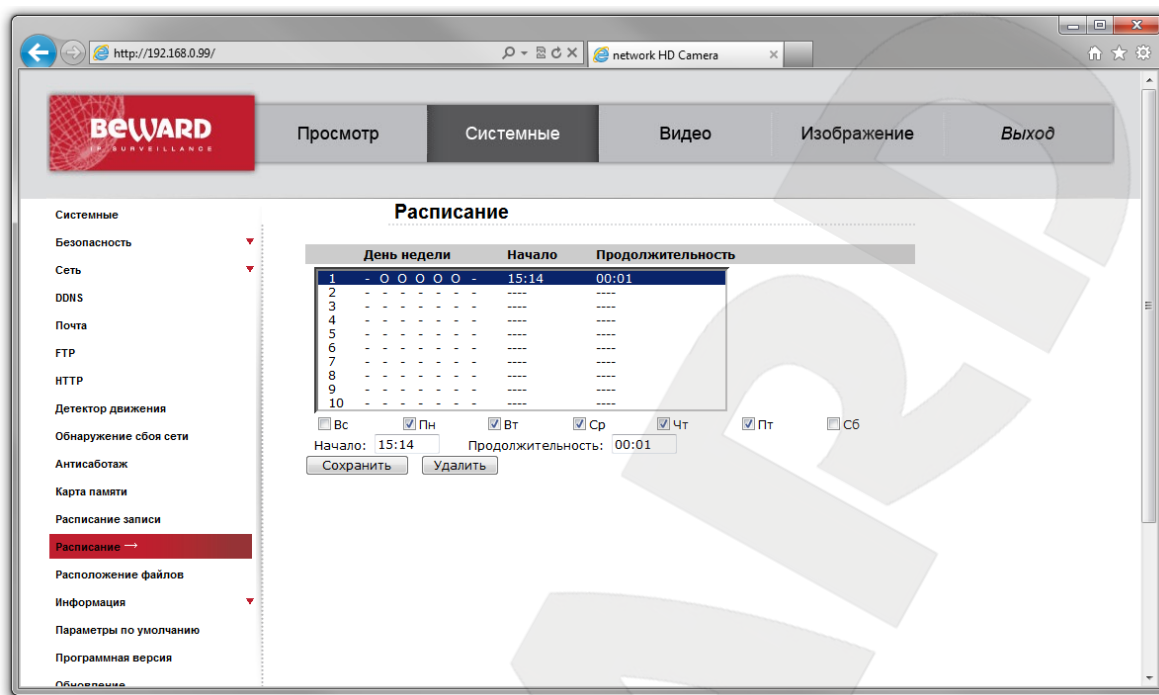 http://192.168.0.99/
network HD Camera
BEWARD
IP SURVEILLANCE
Просмотр Системные Видео Изображение Выход
Системные
Безопасность
Сеть
DDNS
Почта
FTP
HTTP
Детектор движения
Обнаружение сбоя сети
Антисаботаж
Карта памяти
Расписание записи
Расписание →
Расположение файлов
Информация
Параметры по умолчанию
Программная версия
Обновление
Расписание
День недели Начало Продолжительность
1 - O O O O O - 15:14 00:01
2 - - - - - - - ---- ----
3 - - - - - - - ---- ----
4 - - - - - - - ---- ----
5 - - - - - - - ---- ----
6 - - - - - - - ---- ----
7 - - - - - - - ---- ----
8 - - - - - - - ---- ----
9 - - - - - - - ---- ----
10 - - - - - - - ---- ----
Вс Пн Вт Ср Чт Пт Сб
Начало: 15:14 Продолжительность: 00:01
Сохранить Удалить